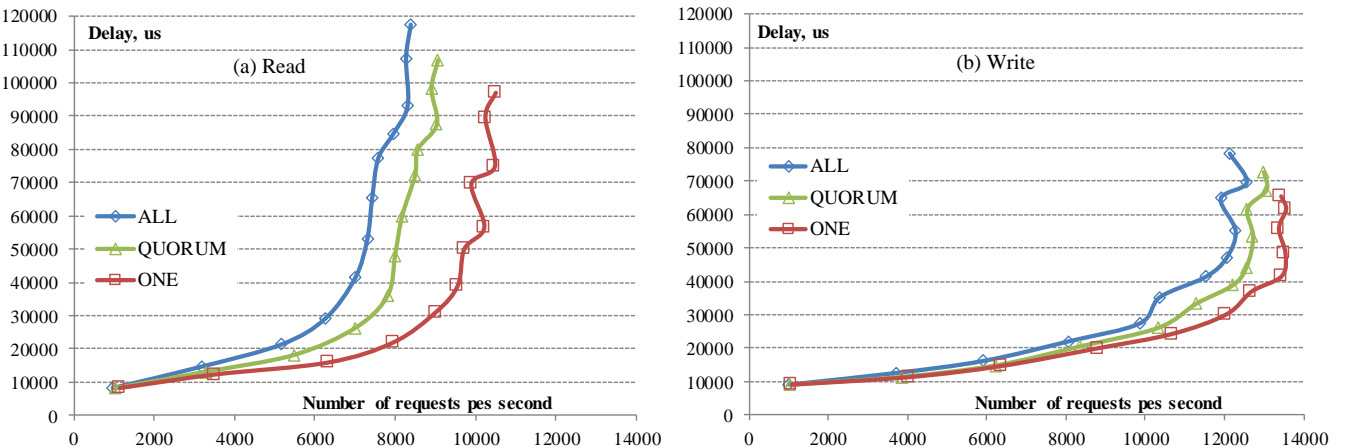 120000
110000
100000
90000
80000
70000
60000
50000
40000
30000
20000
10000
0
Delay, us
(a) Read
ALL
QUORUM
ONE
Number of requests pes second
0 2000 4000 6000 8000 10000 12000 14000
120000
110000
100000
90000
80000
70000
60000
50000
40000
30000
20000
10000
0
Delay, us
(b) Write
ALL
QUORUM
ONE
Number of requests pes second
0 2000 4000 6000 8000 10000 12000 14000